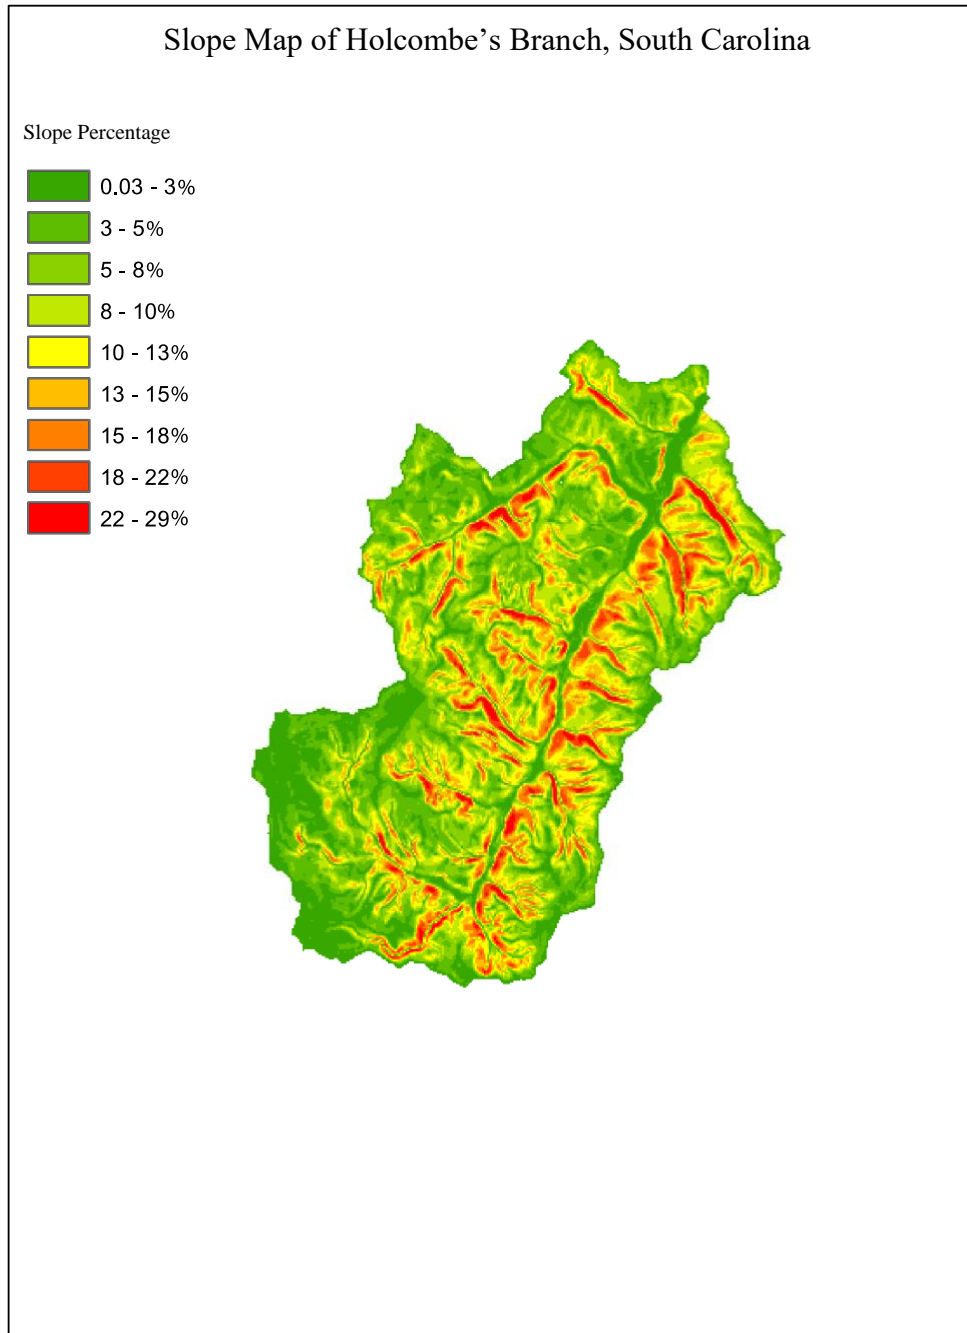 Slope Map of Holcombe’s Branch, South Carolina
Slope Percentage
0.03 - 3%
3 - 5%
5 - 8%
8 - 10%
10 - 13%
13 - 15%
15 - 18%
18 - 22%
22 - 29%